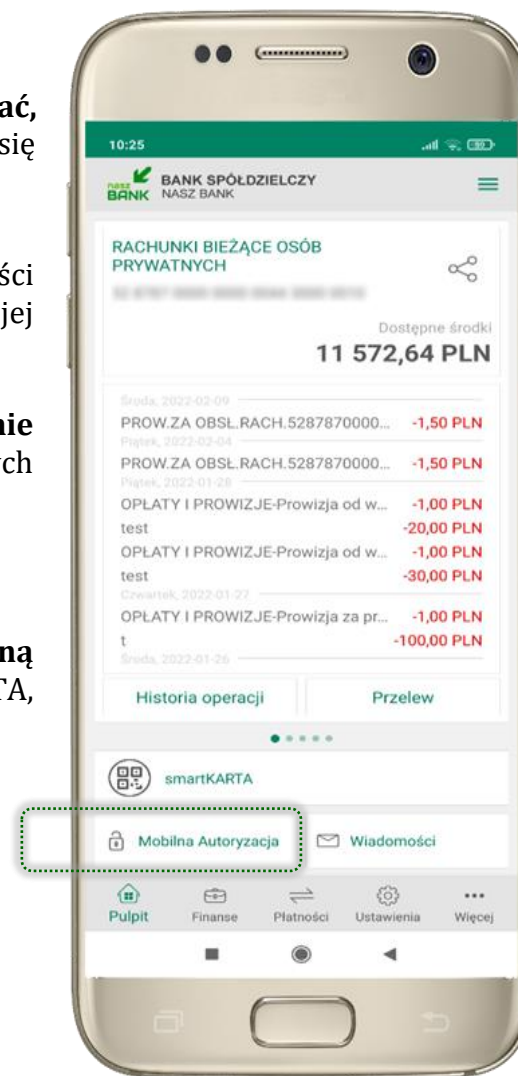 ać,
się
ści
jej
nie
ych
ną
TA,
10:25
nasz BANK
BANK SPÓŁDZIELCZY
NASZ BANK
RACHUNKI BIEŻĄCE OSÓB
PRYWATNYCH
Dostępne środki
11 572,64 PLN
Środa, 2022-02-09
PROW.ZA OBSŁ.RACH.5287870000... -1,50 PLN
Piątek, 2022-02-04
PROW.ZA OBSŁ.RACH.5287870000... -1,50 PLN
Piątek, 2022-01-28
OPŁATY I PROWIZJE-Prowizja od w... -1,00 PLN
test -20,00 PLN
OPŁATY I PROWIZJE-Prowizja od w... -1,00 PLN
test -30,00 PLN
Czwartek, 2022-01-27
OPŁATY I PROWIZJE-Prowizja za pr... -1,00 PLN
t -100,00 PLN
Środa, 2022-01-26
Historia operacji Przelew
smartKARTA
Mobilna Autoryzacja Wiadomości
Pulpit Finanse Płatności Ustawienia Więcej